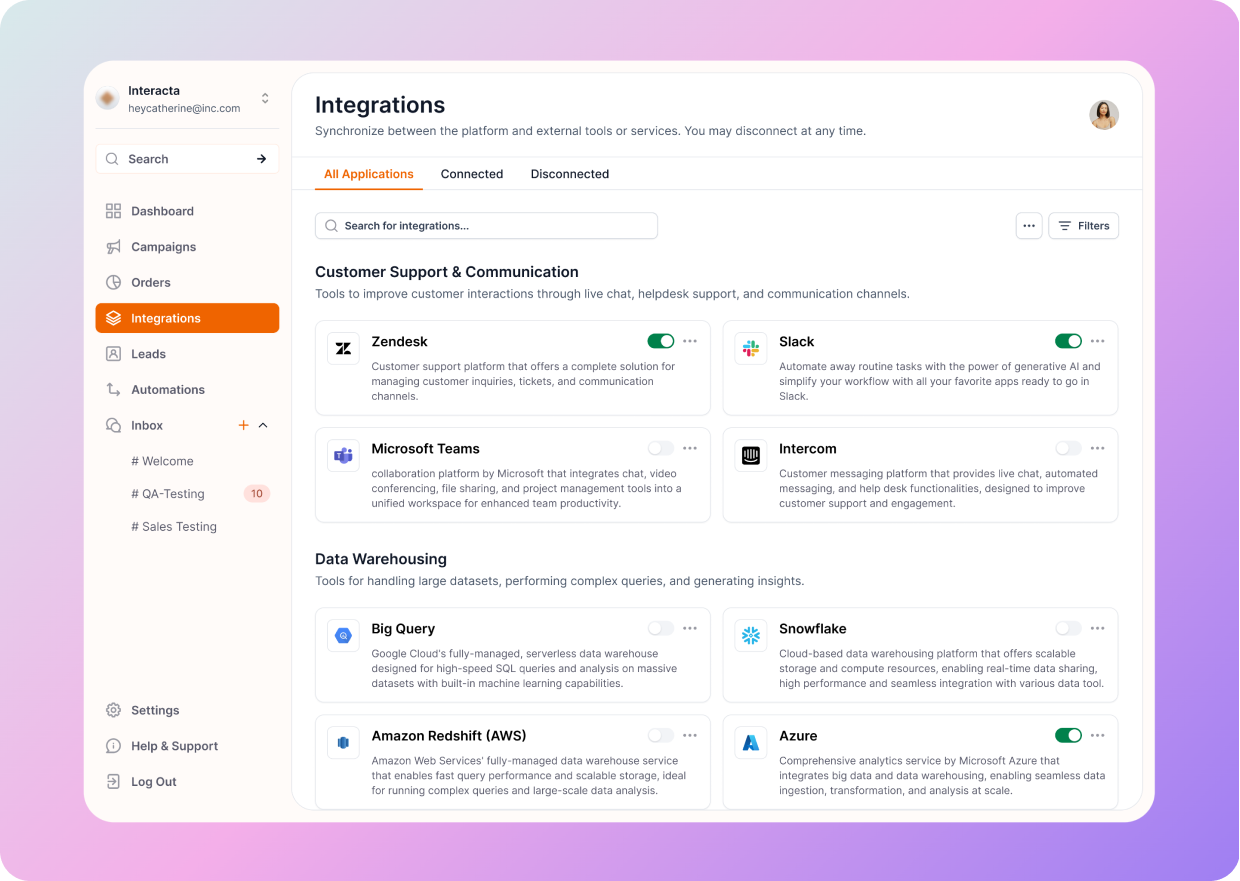 Interacta
heycatherine@inc.com
Search
Dashboard
Campaigns
Orders
Integrations
Leads
Automations
Inbox
# Welcome
# QA-Testing 10
# Sales Testing
Settings
Help & Support
Log Out
Integrations
Synchronize between the platform and external tools or services. You may disconnect at any time.
All Applications Connected Disconnected
Search for integrations...
Filters
Customer Support & Communication
Tools to improve customer interactions through live chat, helpdesk support, and communication channels.
Zendesk
Customer support platform that offers a complete solution for
managing customer inquiries, tickets, and communication
channels.
Slack
Automate away routine tasks with the power of generative AI and
simplify your workflow with all your favorite apps ready to go in
Slack.
Microsoft Teams
collaboration platform by Microsoft that integrates chat, video
conferencing, file sharing, and project management tools into a
unified workspace for enhanced team productivity.
Intercom
Customer messaging platform that provides live chat, automated
messaging, and help desk functionalities, designed to improve
customer support and engagement.
Data Warehousing
Tools for handling large datasets, performing complex queries, and generating insights.
Big Query
Google Cloud's fully-managed, serverless data warehouse
designed for high-speed SQL queries and analysis on massive
datasets with built-in machine learning capabilities.
Snowflake
Cloud-based data warehousing platform that offers scalable
storage and compute resources, enabling real-time data sharing,
high performance and seamless integration with various data tool.
Amazon Redshift (AWS)
Amazon Web Services' fully-managed data warehouse service
that enables fast query performance and scalable storage, ideal
for running complex queries and large-scale data analysis.
Azure
Comprehensive analytics service by Microsoft Azure that
integrates big data and data warehousing, enabling seamless data
ingestion, transformation, and analysis at scale.